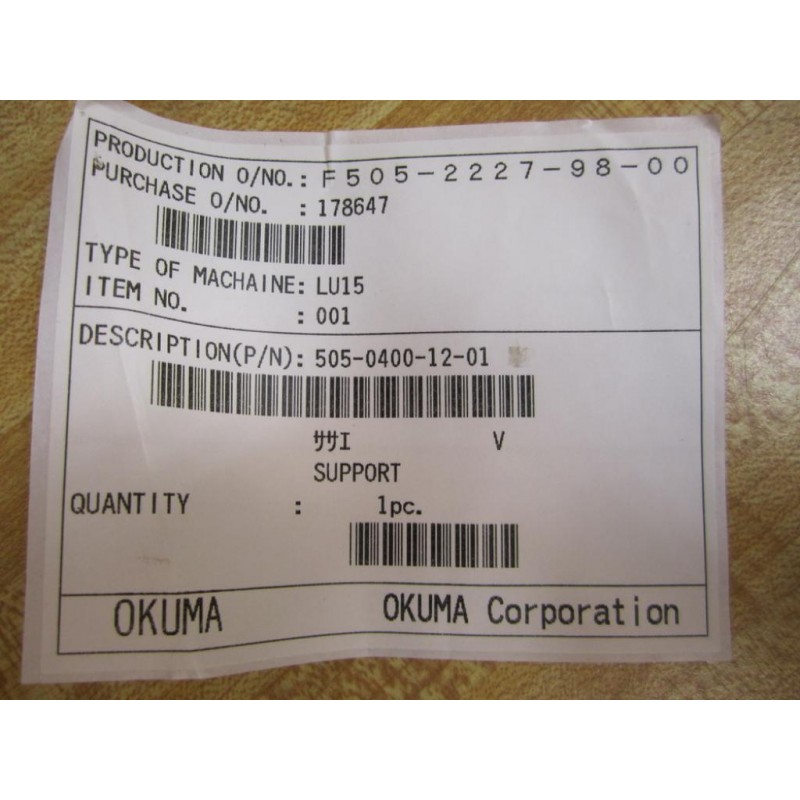 PRODUCTION O/NO.: F505-2227-98-00
PURCHASE O/NO. : 178647
TYPE OF MACHAINE: LU15
ITEM NO. : 001
DESCRIPTION(P/N): 505-0400-12-01
ササエ V
SUPPORT
QUANTITY : 1pc.
OKUMA OKUMA Corporation